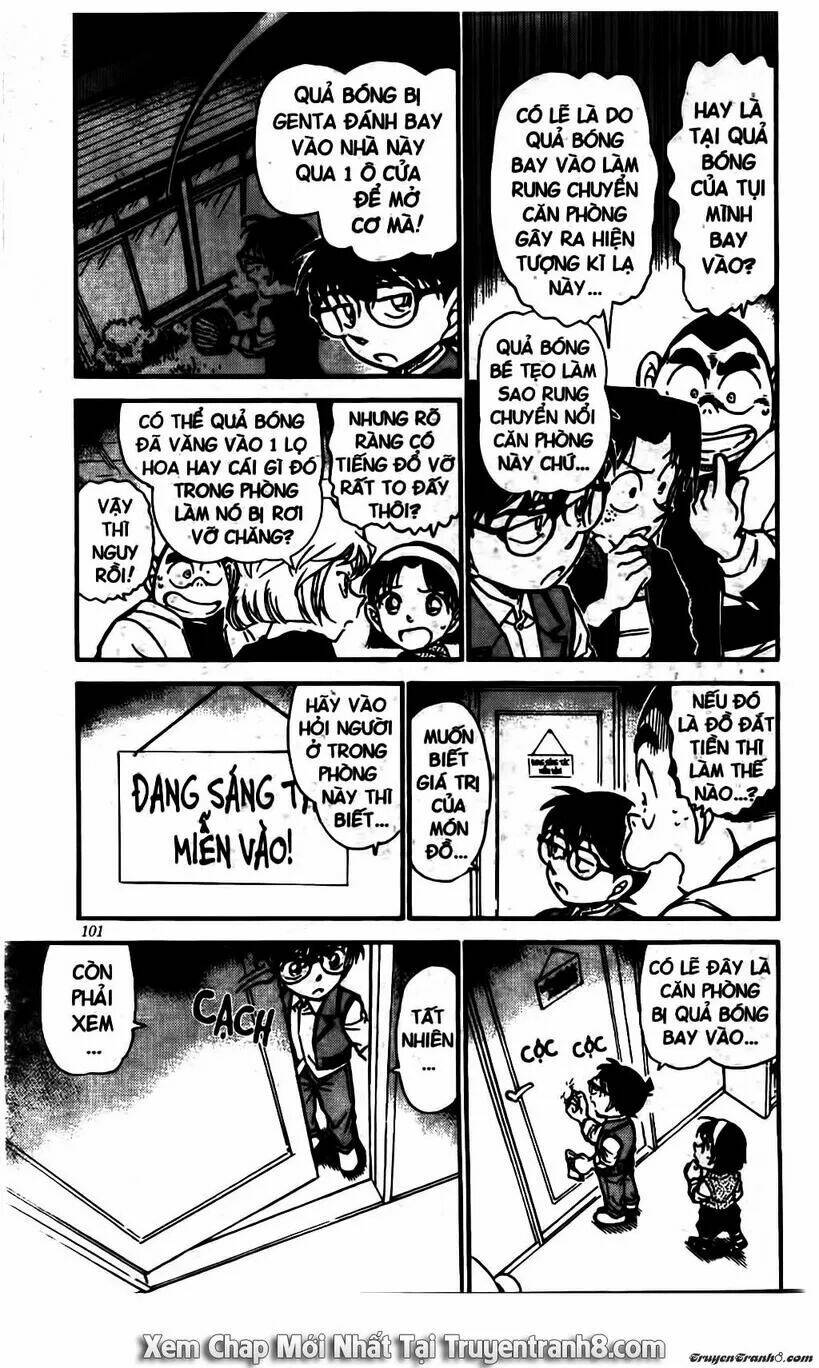 HAY LÀ
TẠI QUẢ
BÓNG
CỦA TỤI
MÌNH
BAY
VÀO?
CÓ LẼ LÀ DO
QUẢ BÓNG
BAY VÀO LÀM
RUNG CHUYỂN
CĂN PHÒNG
GÂY RA HIỆN
TƯỢNG KÌ LẠ
NÀY...
QUẢ BÓNG
BÉ TẸO LÀM
SAO RUNG
CHUYỂN NỔI
CĂN PHÒNG
NÀY CHỨ...
QUẢ BÓNG BỊ
GENTA ĐÁNH BAY
VÀO NHÀ NÀY
QUA 1 Ô CỬA
ĐỂ MỞ
CƠ MÀ!
NHƯNG RÕ
RÀNG CÓ
TIẾNG ĐỔ VỠ
RẤT TO ĐẤY
THÔI?
CÓ THỂ QUẢ BÓNG
ĐÃ VĂNG VÀO 1 LỌ
HOA HAY CÁI GÌ ĐÓ
TRONG PHÒNG
LÀM NÓ BỊ RƠI
VỠ CHĂNG?
VẬY
THÌ
NGUY
RỒI!
NẾU ĐÓ
LÀ ĐỒ ĐẮT
TIỀN THÌ
LÀM THẾ
NÀO...?
ĐANG SÁNG TÁC
MIỄN VÀO!
MUỐN
BIẾT
GIÁ TRỊ
CỦA
MÓN
ĐỒ...
HÃY VÀO
HỎI NGƯỜI
Ở TRONG
PHÒNG
NÀY THÌ
BIẾT...
ĐANG SÁNG T
MIỄN VÀO!
101
CÓ LẼ ĐÂY LÀ
CĂN PHÒNG
BỊ QUẢ BÓNG
BAY VÀO...
CỘC CỘC
TẤT
NHIÊN
...
CẠCH
CÒN
PHẢI
XEM
...
Xem Chap Mới Nhất Tại Truyentranh8.com
TruyenTranh8.com